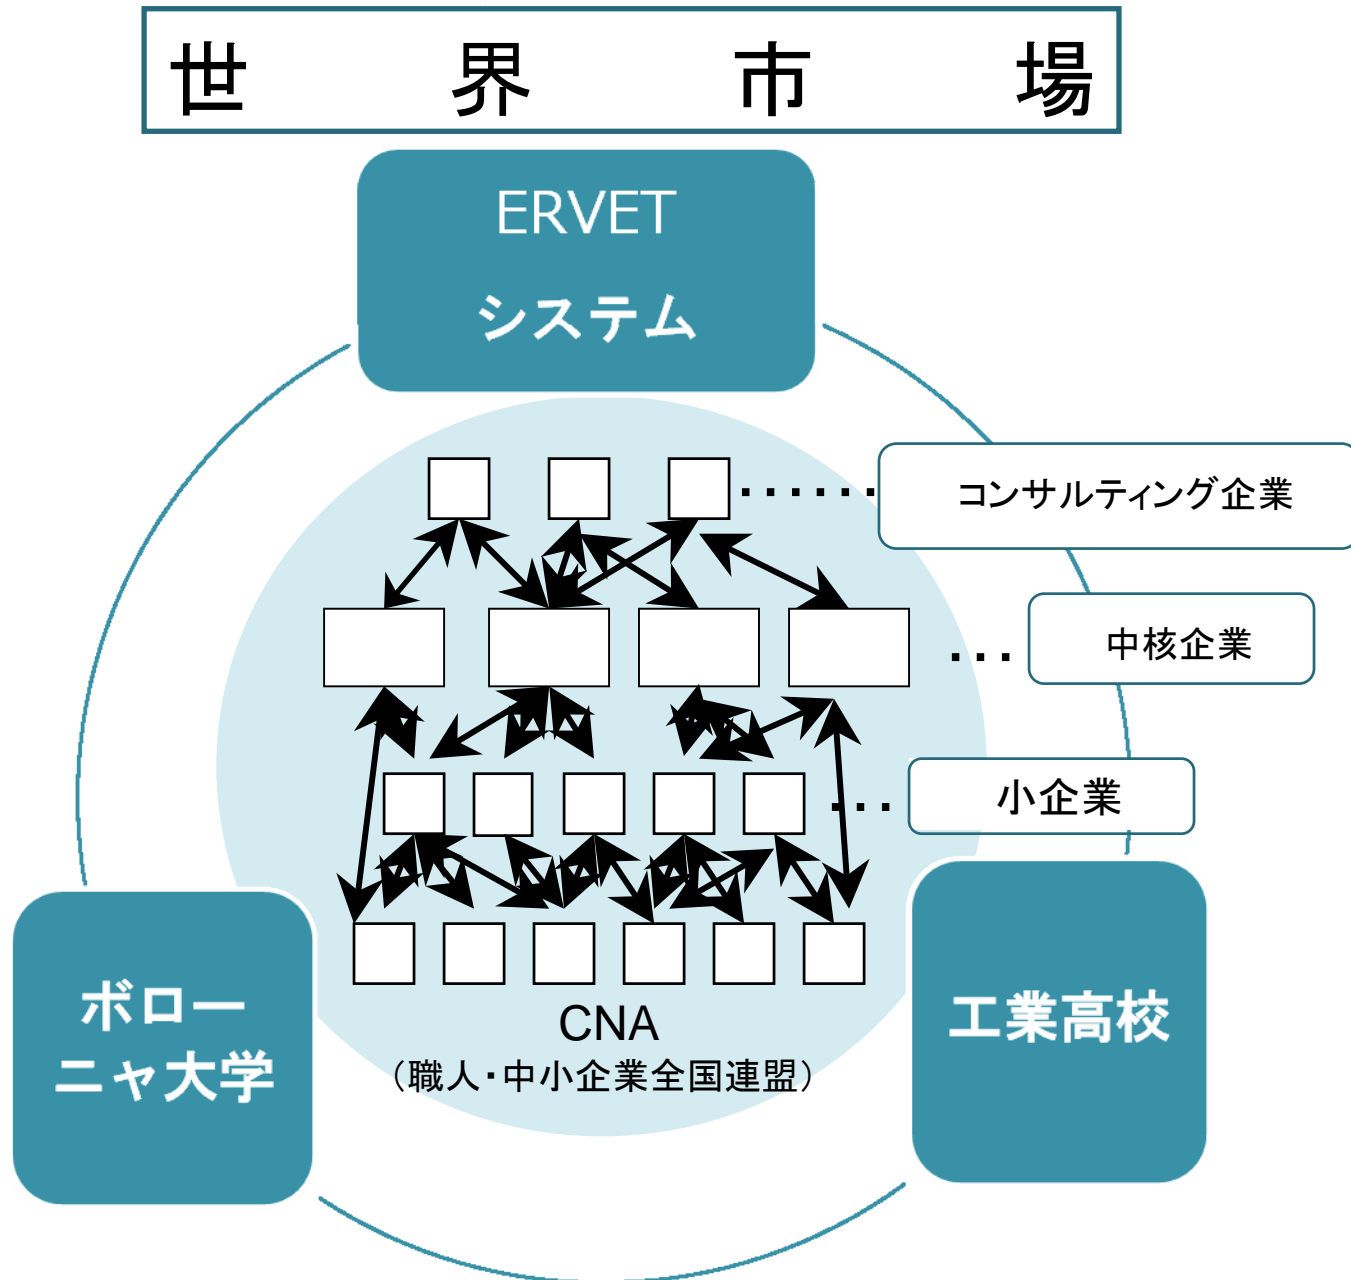 世界市場
ERVET
システム
コンサルティング企業
中核企業
小企業
ボロー
ニャ大学
工業高校
CNA
（職人・中小企業全国連盟）